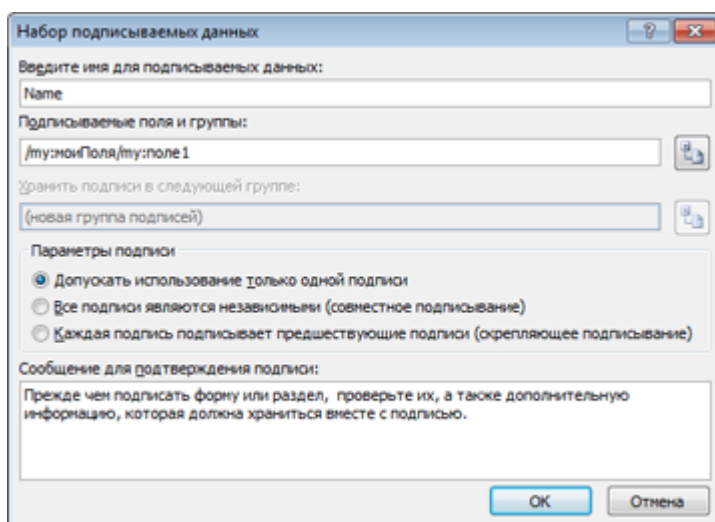 Набор подписываемых данных
Введите имя для подписываемых данных:
Name
Подписываемые поля и группы:
/my:моиПоля/my:поле1
Хранить подписи в следующей группе:
(новая группа подписей)
Параметры подписи
Допускать использование только одной подписи
Все подписи являются независимыми (совместное подписывание)
Каждая подпись подписывает предшествующие подписи (скрепляющее подписывание)
Сообщение для подтверждения подписи:
Прежде чем подписать форму или раздел, проверьте их, а также дополнительную
информацию, которая должна храниться вместе с подписью.
ОК Отмена